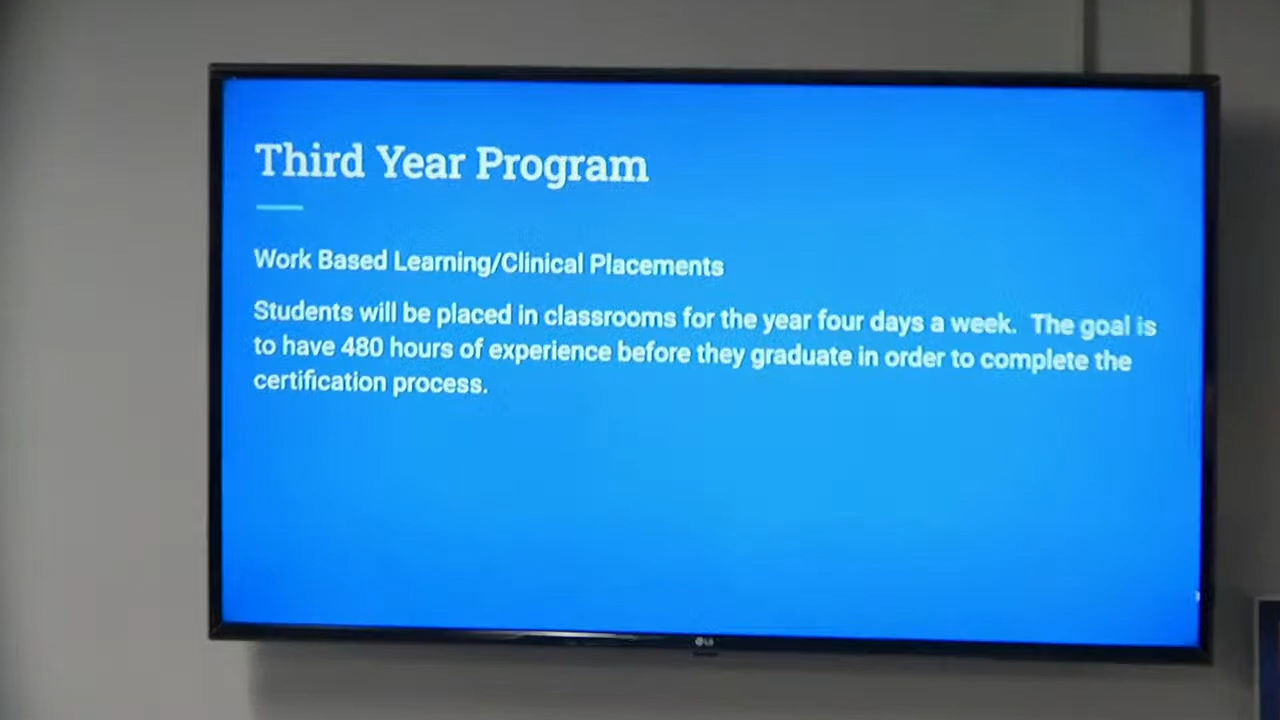 Third Year Program
Work Based Learning/Clinical Placements
Students will be placed in classrooms for the year four days a week. The goal is
to have 480 hours of experience before they graduate in order to complete the
certification process.
LG